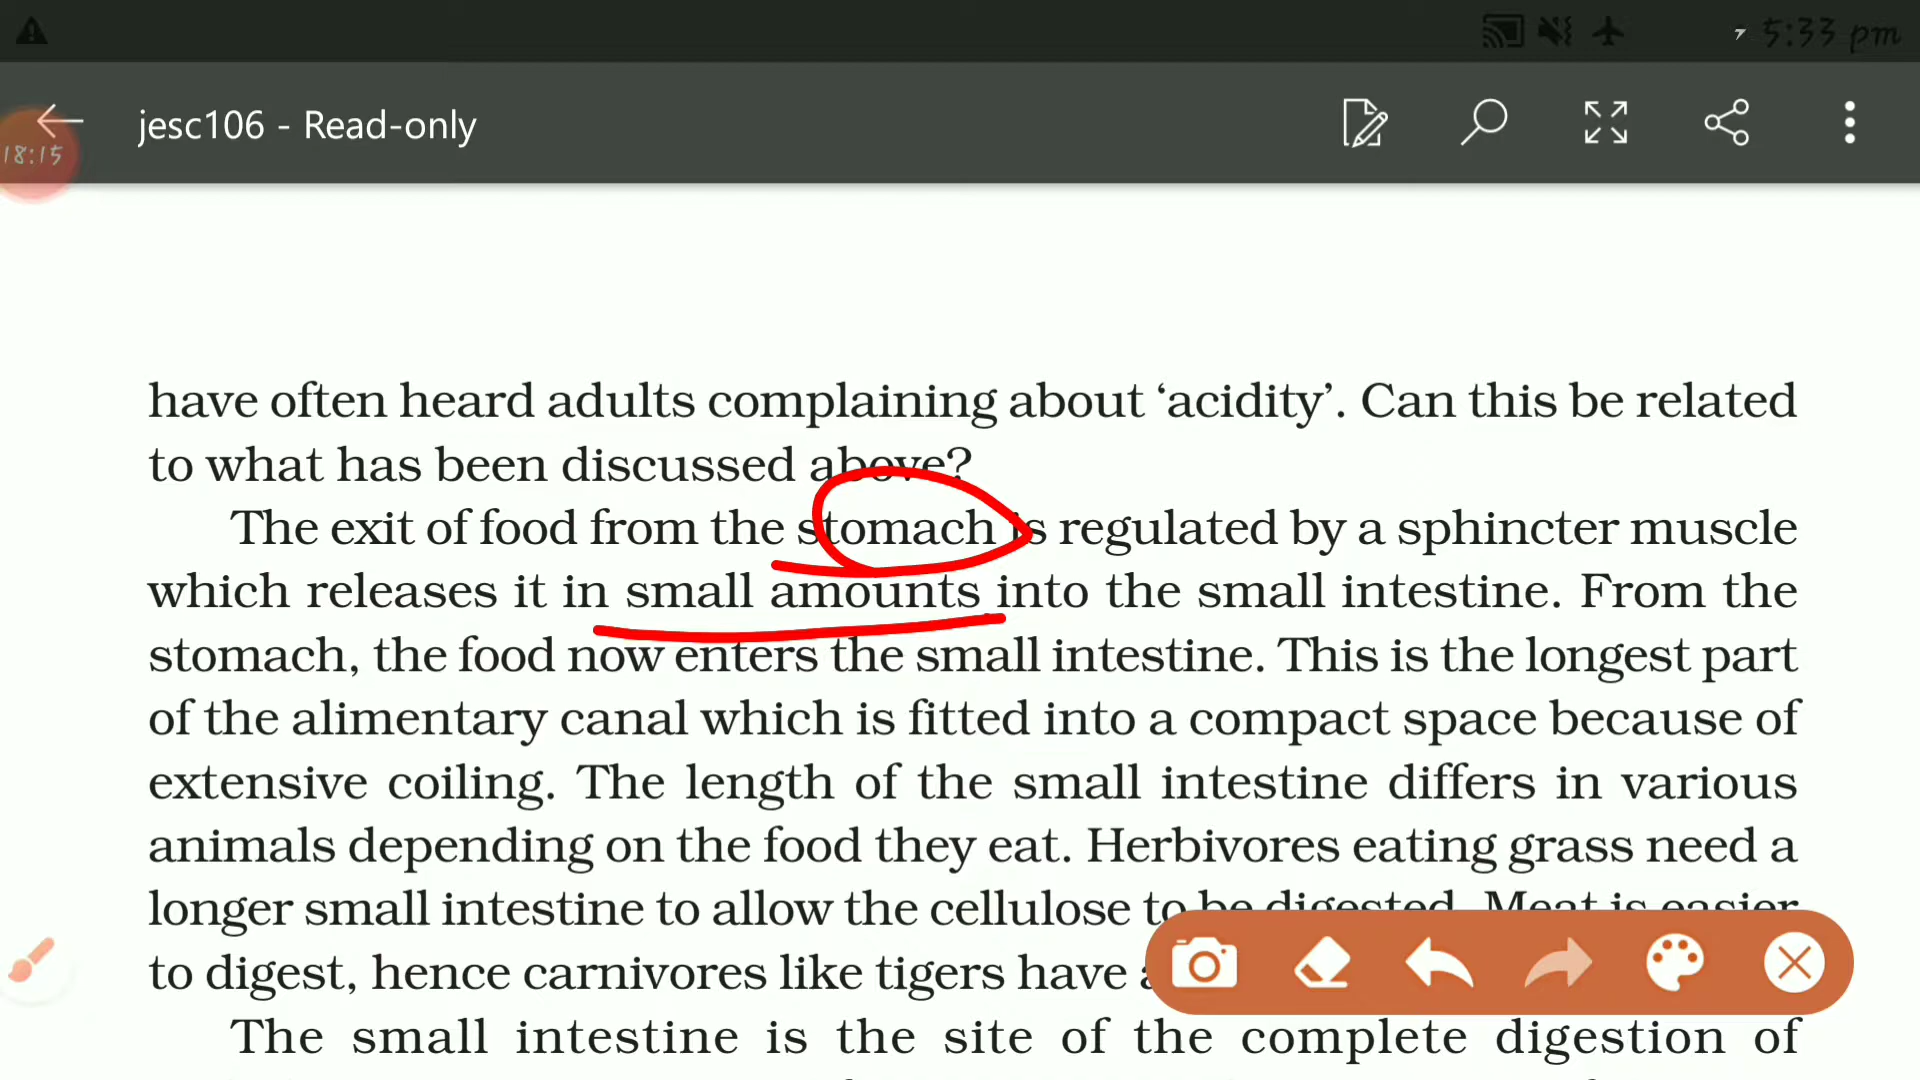 5:33 pm
jesc106 - Read-only
18:15
have often heard adults complaining about ‘acidity’. Can this be related
to what has been discussed above?
The exit of food from the stomach is regulated by a sphincter muscle
which releases it in small amounts into the small intestine. From the
stomach, the food now enters the small intestine. This is the longest part
of the alimentary canal which is fitted into a compact space because of
extensive coiling. The length of the small intestine differs in various
animals depending on the food they eat. Herbivores eating grass need a
longer small intestine to allow the cellulose to be digested. Meat is easier
to digest, hence carnivores like tigers have a
The small intestine is the site of the complete digestion of